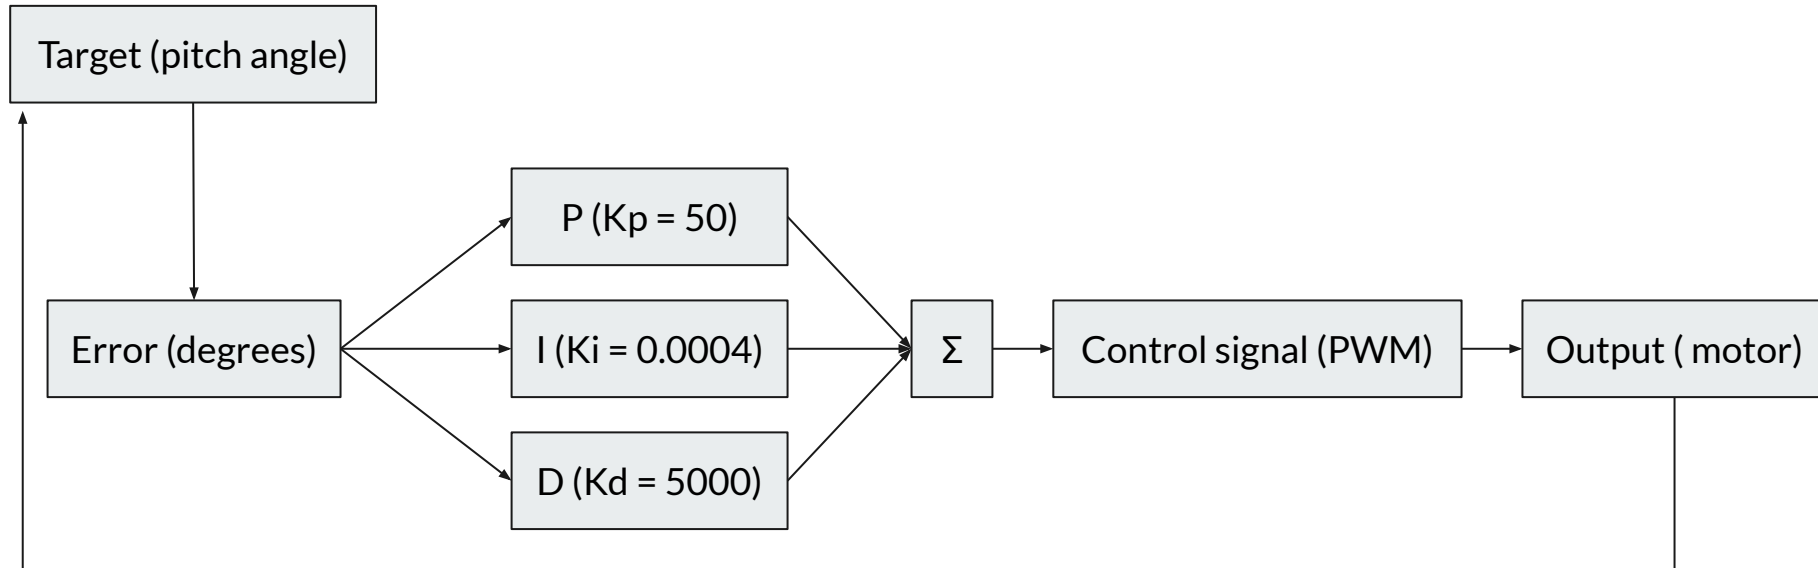 Target (pitch angle)
P (Kp = 50)
Error (degrees)
I (Ki = 0.0004)
Σ
Control signal (PWM)
Output ( motor)
D (Kd = 5000)